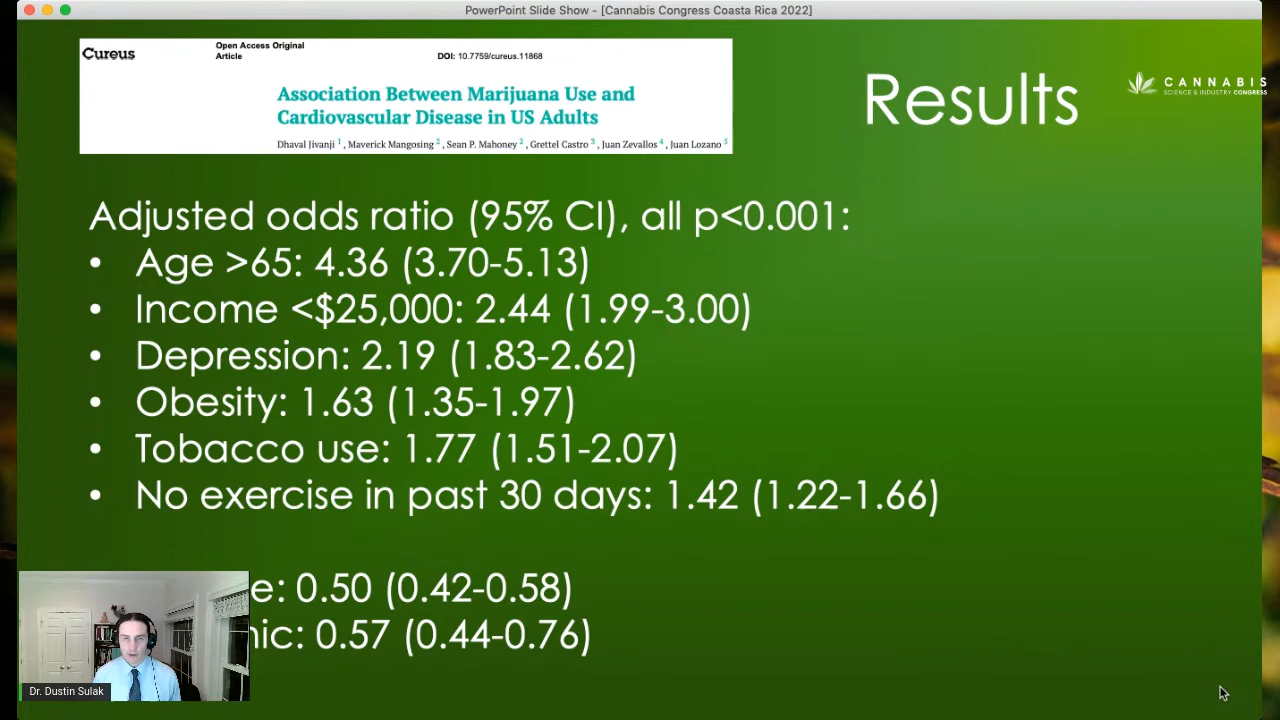 PowerPoint Slide Show - [Cannabis Congress Coasta Rica 2022]
Cureus
Open Access Original
Article
DOI: 10.7759/cureus.11868
Association Between Marijuana Use and
Cardiovascular Disease in US Adults
Dhaval Jivanji 1 , Maverick Mangosing 2 , Sean P. Mahoney 2 , Grettel Castro 3 , Juan Zevallos 4 , Juan Lozano 5
Results
CANNABIS
SCIENCE & INDUSTRY CONGRESS
Adjusted odds ratio (95% CI), all p<0.001:
• Age >65: 4.36 (3.70-5.13)
• Income <$25,000: 2.44 (1.99-3.00)
• Depression: 2.19 (1.83-2.62)
• Obesity: 1.63 (1.35-1.97)
• Tobacco use: 1.77 (1.51-2.07)
• No exercise in past 30 days: 1.42 (1.22-1.66)
e: 0.50 (0.42-0.58)
nic: 0.57 (0.44-0.76)
Dr. Dustin Sulak